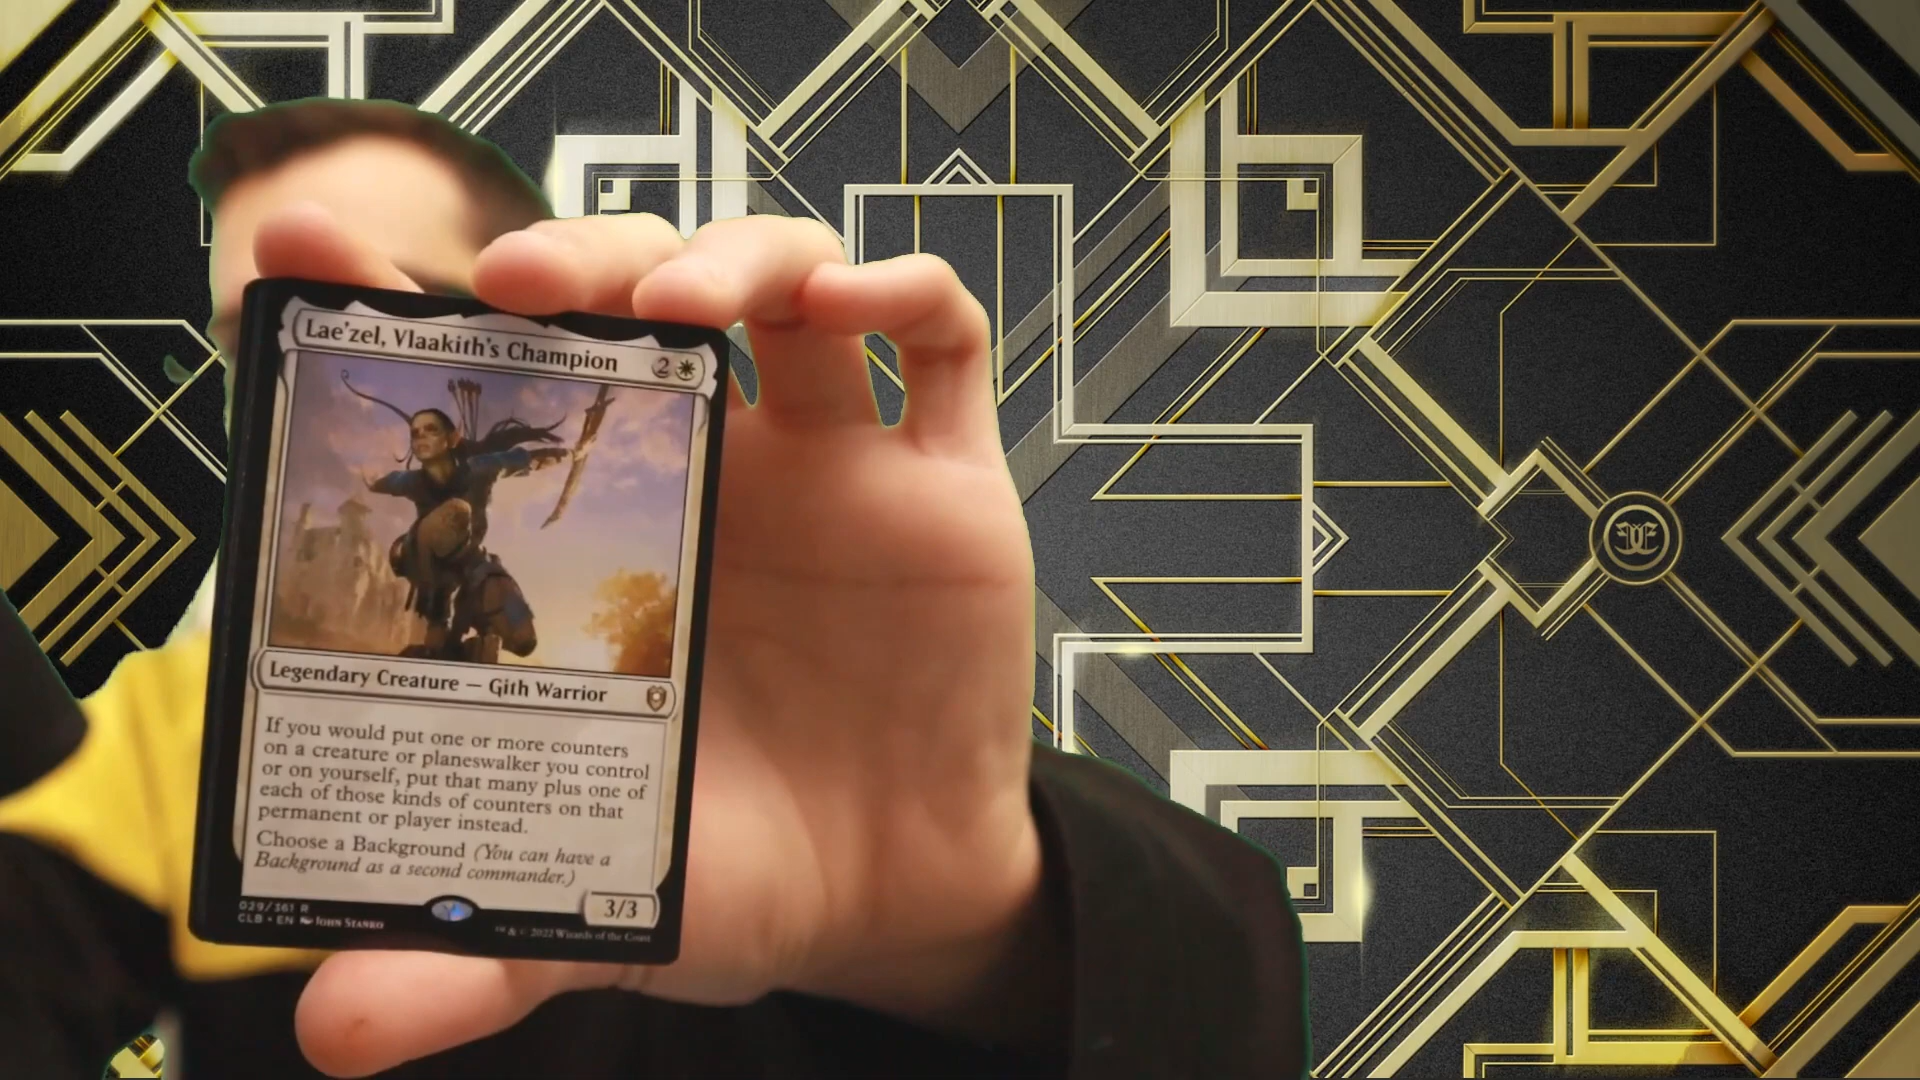 Lae'zel, Vlaakith's Champion 2
Legendary Creature — Gith Warrior
If you would put one or more counters
on a creature or planeswalker you control
or on yourself, put that many plus one of
each of those kinds of counters on that
permanent or player instead.
Choose a Background (You can have a
Background as a second commander.)
3/3
029/361 R
CLB • EN John Stanko
™ & © 2022 Wizards of the Coast